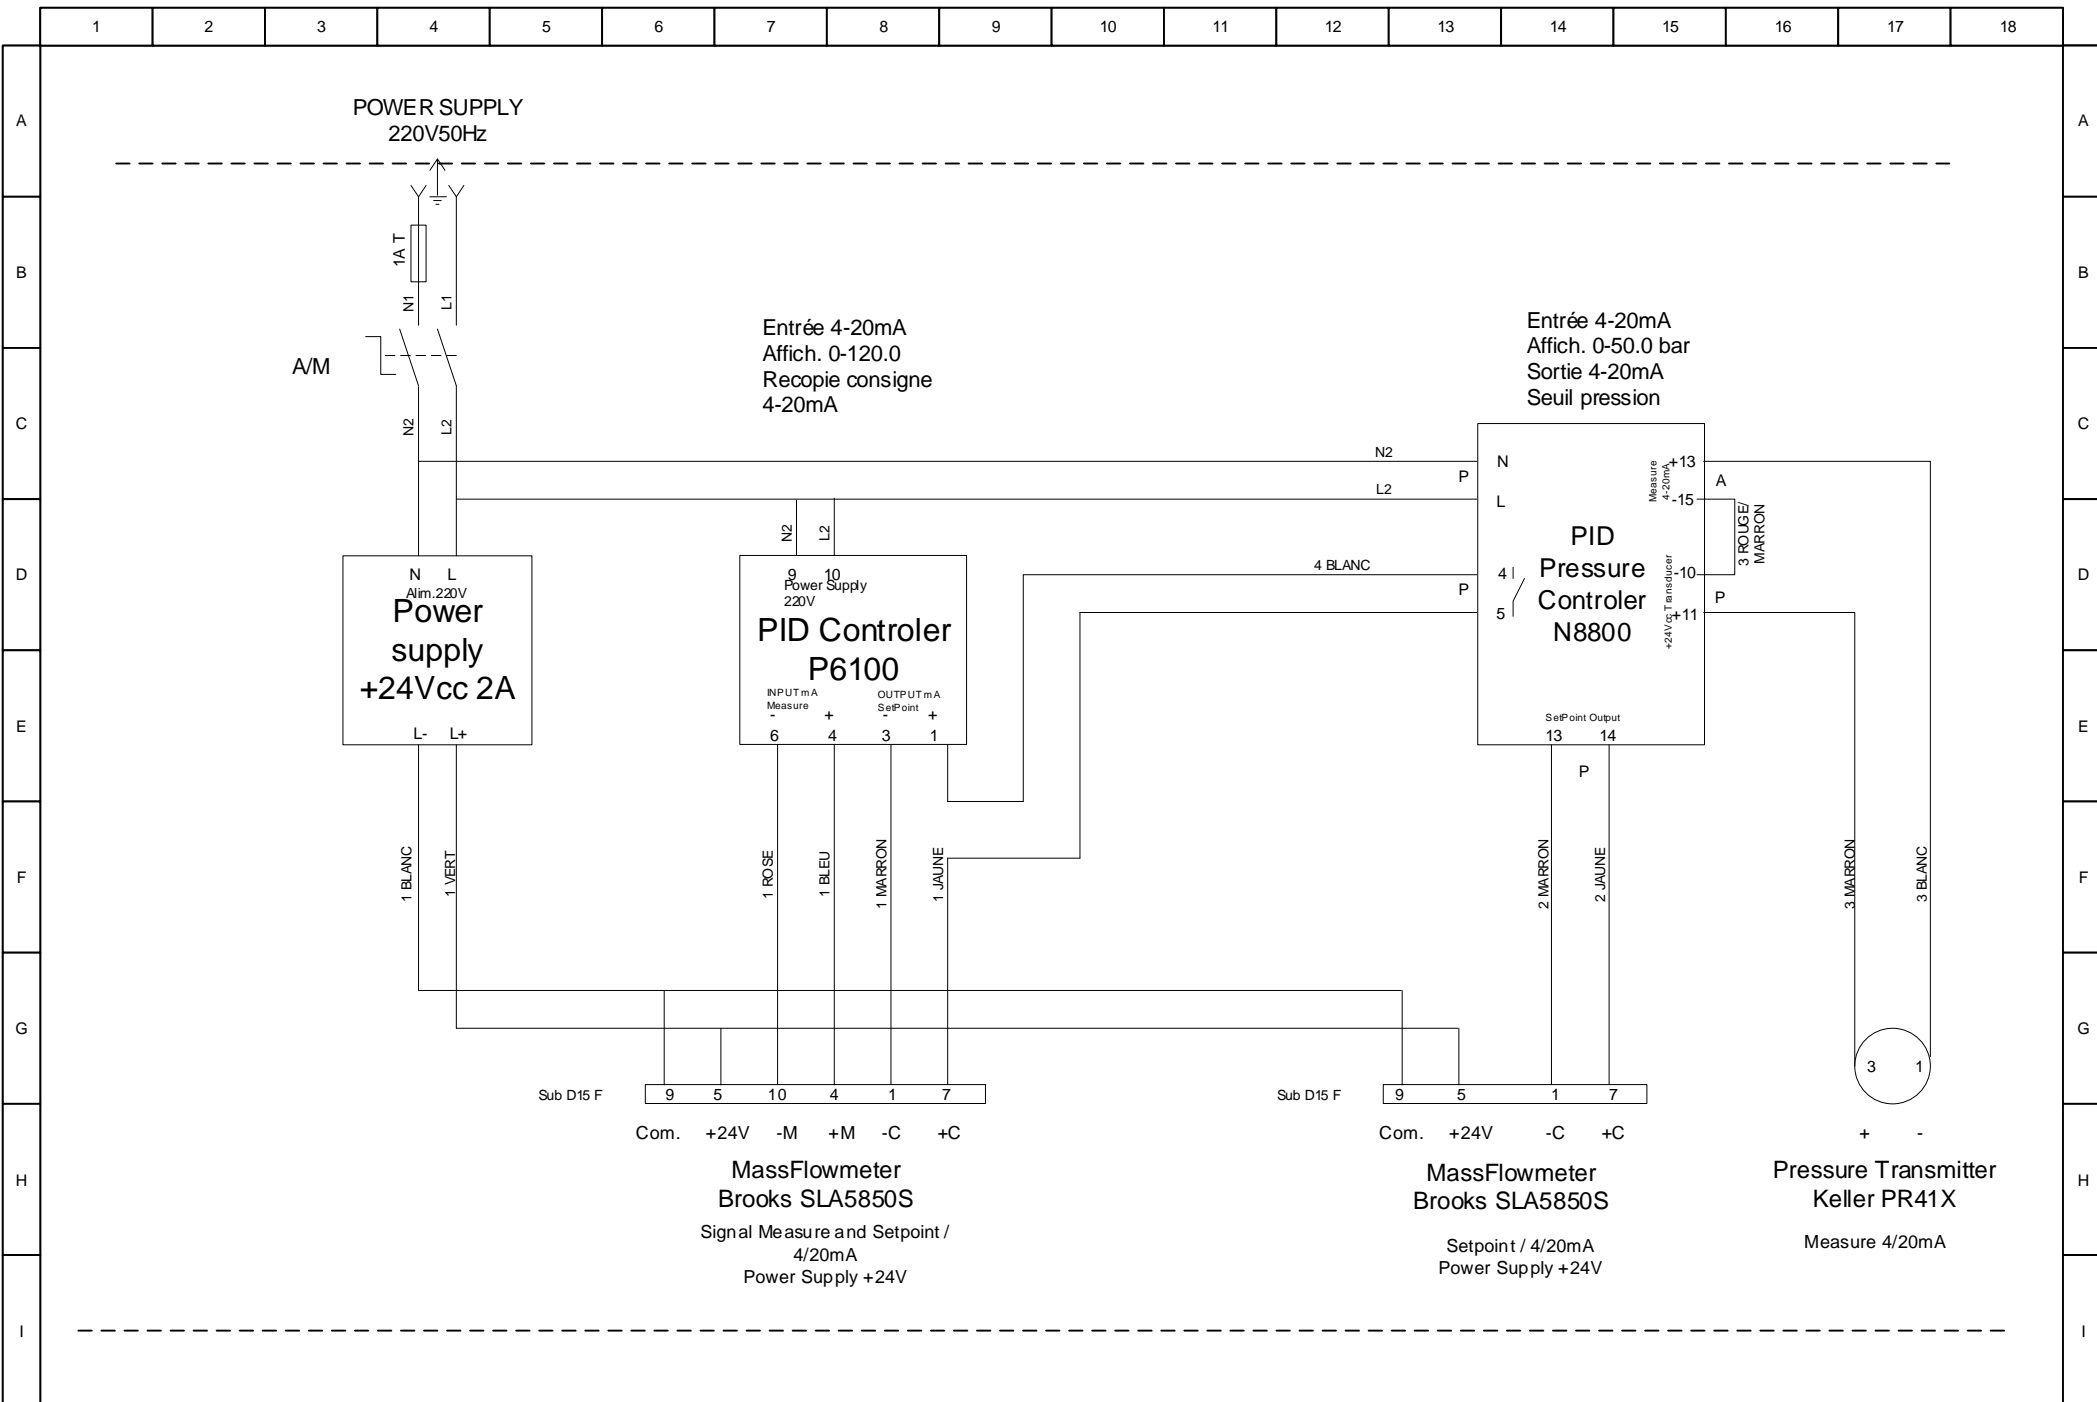 1 2 3 4 5 6 7 8 9 10 11 12 13 14 15 16 17 18
A A
POWER SUPPLY
220V50Hz
1A T
B B
N1 L1
Entrée 4-20mA
Affich. 0-120.0
Recopie consigne
4-20mA
Entrée 4-20mA
Affich. 0-50.0 bar
Sortie 4-20mA
Seuil pression
A/M
C C
N2 L2
N2
P
L2
N
L
Measure
4-20mA
+13
A
-15
3 ROUGE/
MARRON
-10
P
+11
+24Vcc Transducer
PID
Pressure
Controler
N8800
4
5
4 BLANC
P
N2 L2
D D
N L
Alim.220V
Power
supply
+24Vcc 2A
L- L+
9 10
Power Supply
220V
PID Controler
P6100
INPUT mA
Measure
OUTPUT mA
SetPoint
- + - +
6 4 3 1
SetPoint Output
13 14
P
E E
F F
1 BLANC
1 VERT
1 ROSE
1 BLEU
1 MARRON
1 JAUNE
2 MARRON
2 JAUNE
3 MARRON
3 BLANC
G G
3 1
Sub D15 F
9 5 10 4 1 7
Sub D15 F
9 5 1 7
Com. +24V -M +M -C +C
Com. +24V -C +C
+ -
H H
MassFlowmeter
Brooks SLA5850S
Signal Measure and Setpoint /
4/20mA
Power Supply +24V
MassFlowmeter
Brooks SLA5850S
Setpoint / 4/20mA
Power Supply +24V
Pressure Transmitter
Keller PR41X
Measure 4/20mA
I I